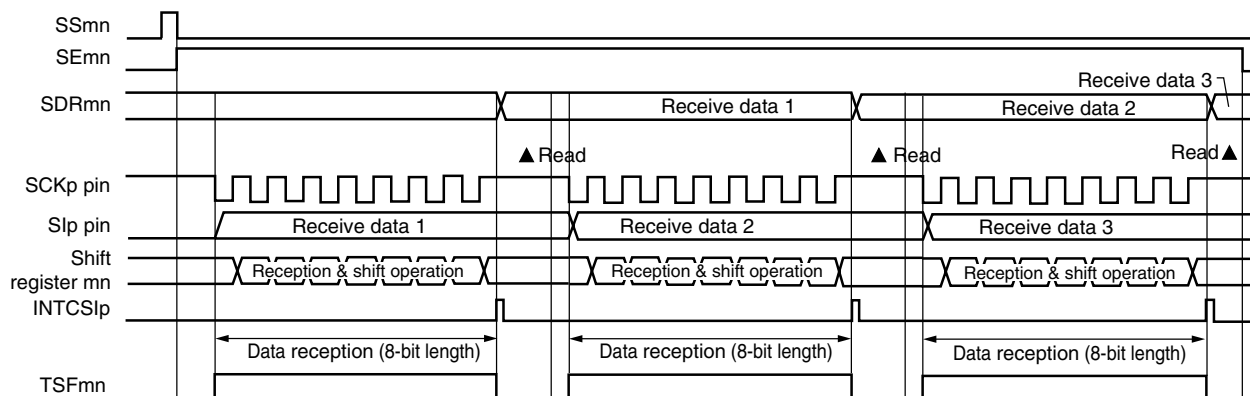 SSmn
SEmn
Receive data 3
SDRmn Receive data 1 Receive data 2
▲ Read ▲ Read Read ▲
SCKp pin
SIp pin Receive data 1 Receive data 2 Receive data 3
Shift
register mn Reception & shift operation Reception & shift operation Reception & shift operation
INTCSIp
Data reception (8-bit length) Data reception (8-bit length) Data reception (8-bit length)
TSFmn